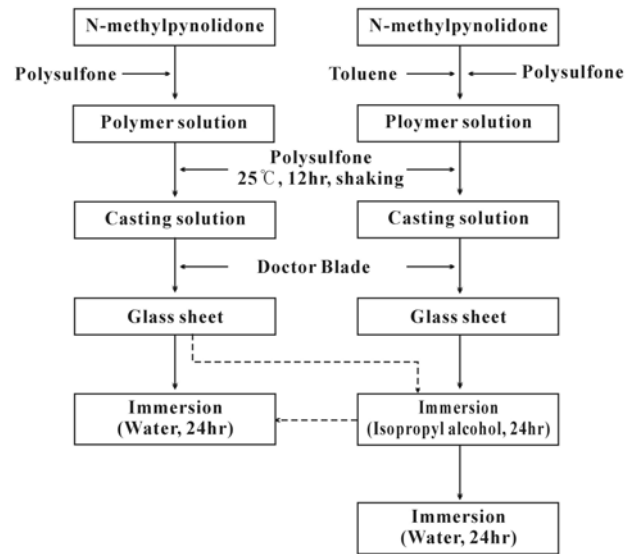 N-methylpynolidone
N-methylpynolidone
Polysulfone
Toluene
Polysulfone
Polymer solution
Ploymer solution
Polysulfone
25℃, 12hr, shaking
Casting solution
Casting solution
Doctor Blade
Glass sheet
Glass sheet
Immersion
(Water, 24hr)
Immersion
(Isopropyl alcohol, 24hr)
Immersion
(Water, 24hr)